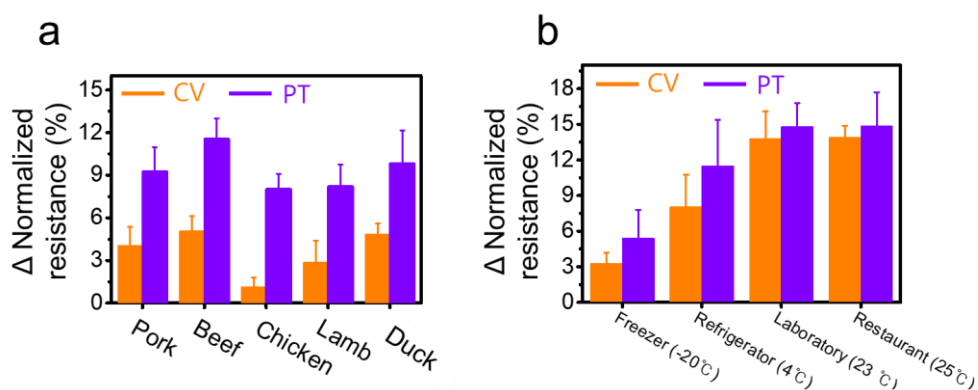 a
Δ Normalized
resistance (%)
15
12
9
6
3
0
CV PT
Pork
Beef
Chicken
Lamb
Duck
b
Δ Normalized
resistance (%)
18
15
12
9
6
3
0
CV PT
Freezer (-20℃)
Refrigerator (4℃)
Laboratory (23 ℃)
Restaurant (25℃)